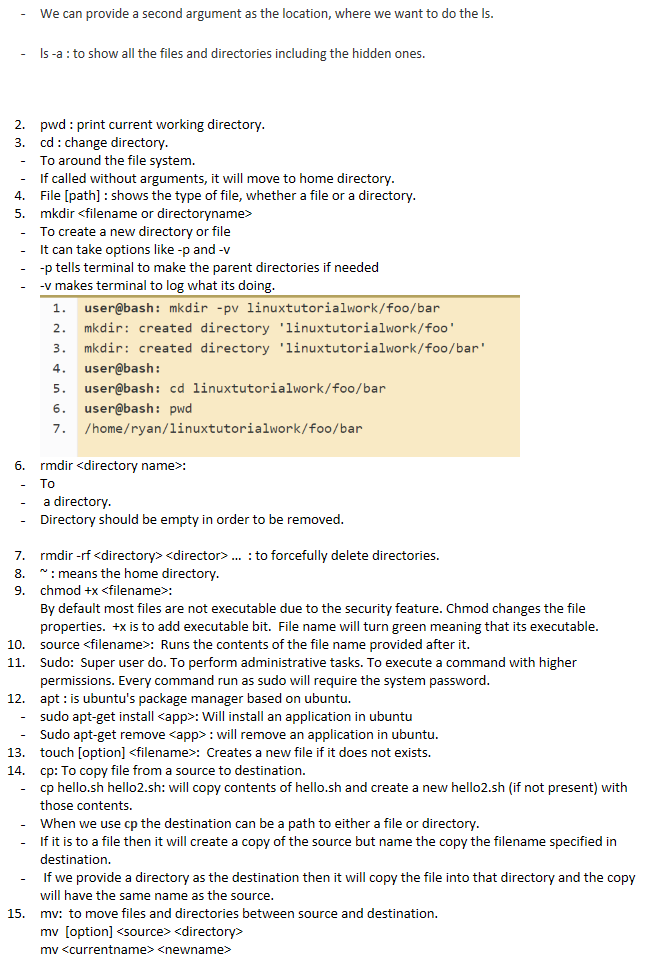 - We can provide a second argument as the location, where we want to do the ls.
- ls -a : to show all the files and directories including the hidden ones.
2. pwd : print current working directory.
3. cd : change directory.
- To around the file system.
- If called without arguments, it will move to home directory.
4. File [path] : shows the type of file, whether a file or a directory.
5. mkdir <filename or directoryname>
- To create a new directory or file
- It can take options like -p and -v
- -p tells terminal to make the parent directories if needed
- -v makes terminal to log what its doing.
1. user@bash: mkdir -pv linuxtutorialwork/foo/bar
2. mkdir: created directory 'linuxtutorialwork/foo'
3. mkdir: created directory 'linuxtutorialwork/foo/bar'
4. user@bash:
5. user@bash: cd linuxtutorialwork/foo/bar
6. user@bash: pwd
7. /home/ryan/linuxtutorialwork/foo/bar
6. rmdir <directory name>:
- To
- a directory.
- Directory should be empty in order to be removed.
7. rmdir -rf <directory> <director> ... : to forcefully delete directories.
8. ~ : means the home directory.
9. chmod +x <filename>:
By default most files are not executable due to the security feature. Chmod changes the file
properties. +x is to add executable bit. File name will turn green meaning that its executable.
10. source <filename>: Runs the contents of the file name provided after it.
11. Sudo: Super user do. To perform administrative tasks. To execute a command with higher
permissions. Every command run as sudo will require the system password.
12. apt : is ubuntu's package manager based on ubuntu.
- sudo apt-get install <app>: Will install an application in ubuntu
- Sudo apt-get remove <app> : will remove an application in ubuntu.
13. touch [option] <filename>: Creates a new file if it does not exists.
14. cp: To copy file from a source to destination.
- cp hello.sh hello2.sh: will copy contents of hello.sh and create a new hello2.sh (if not present) with
those contents.
- When we use cp the destination can be a path to either a file or directory.
- If it is to a file then it will create a copy of the source but name the copy the filename specified in
destination.
- If we provide a directory as the destination then it will copy the file into that directory and the copy
will have the same name as the source.
15. mv: to move files and directories between source and destination.
mv [option] <source> <directory>
mv <currentname> <newname>